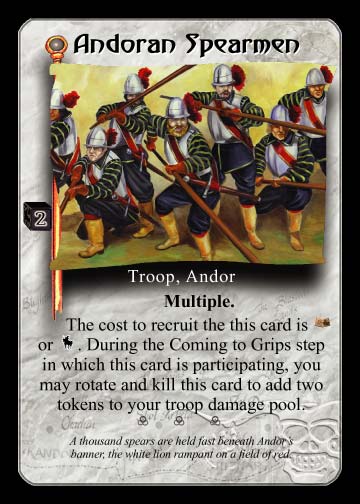 Andoran Spearmen
2
Troop, Andor
Multiple.
The cost to recruit the this card is
or . During the Coming to Grips step
in which this card is participating, you
may rotate and kill this card to add two
tokens to your troop damage pool.
A thousand spears are held fast beneath Andor's
banner, the white lion rampant on a field of red.